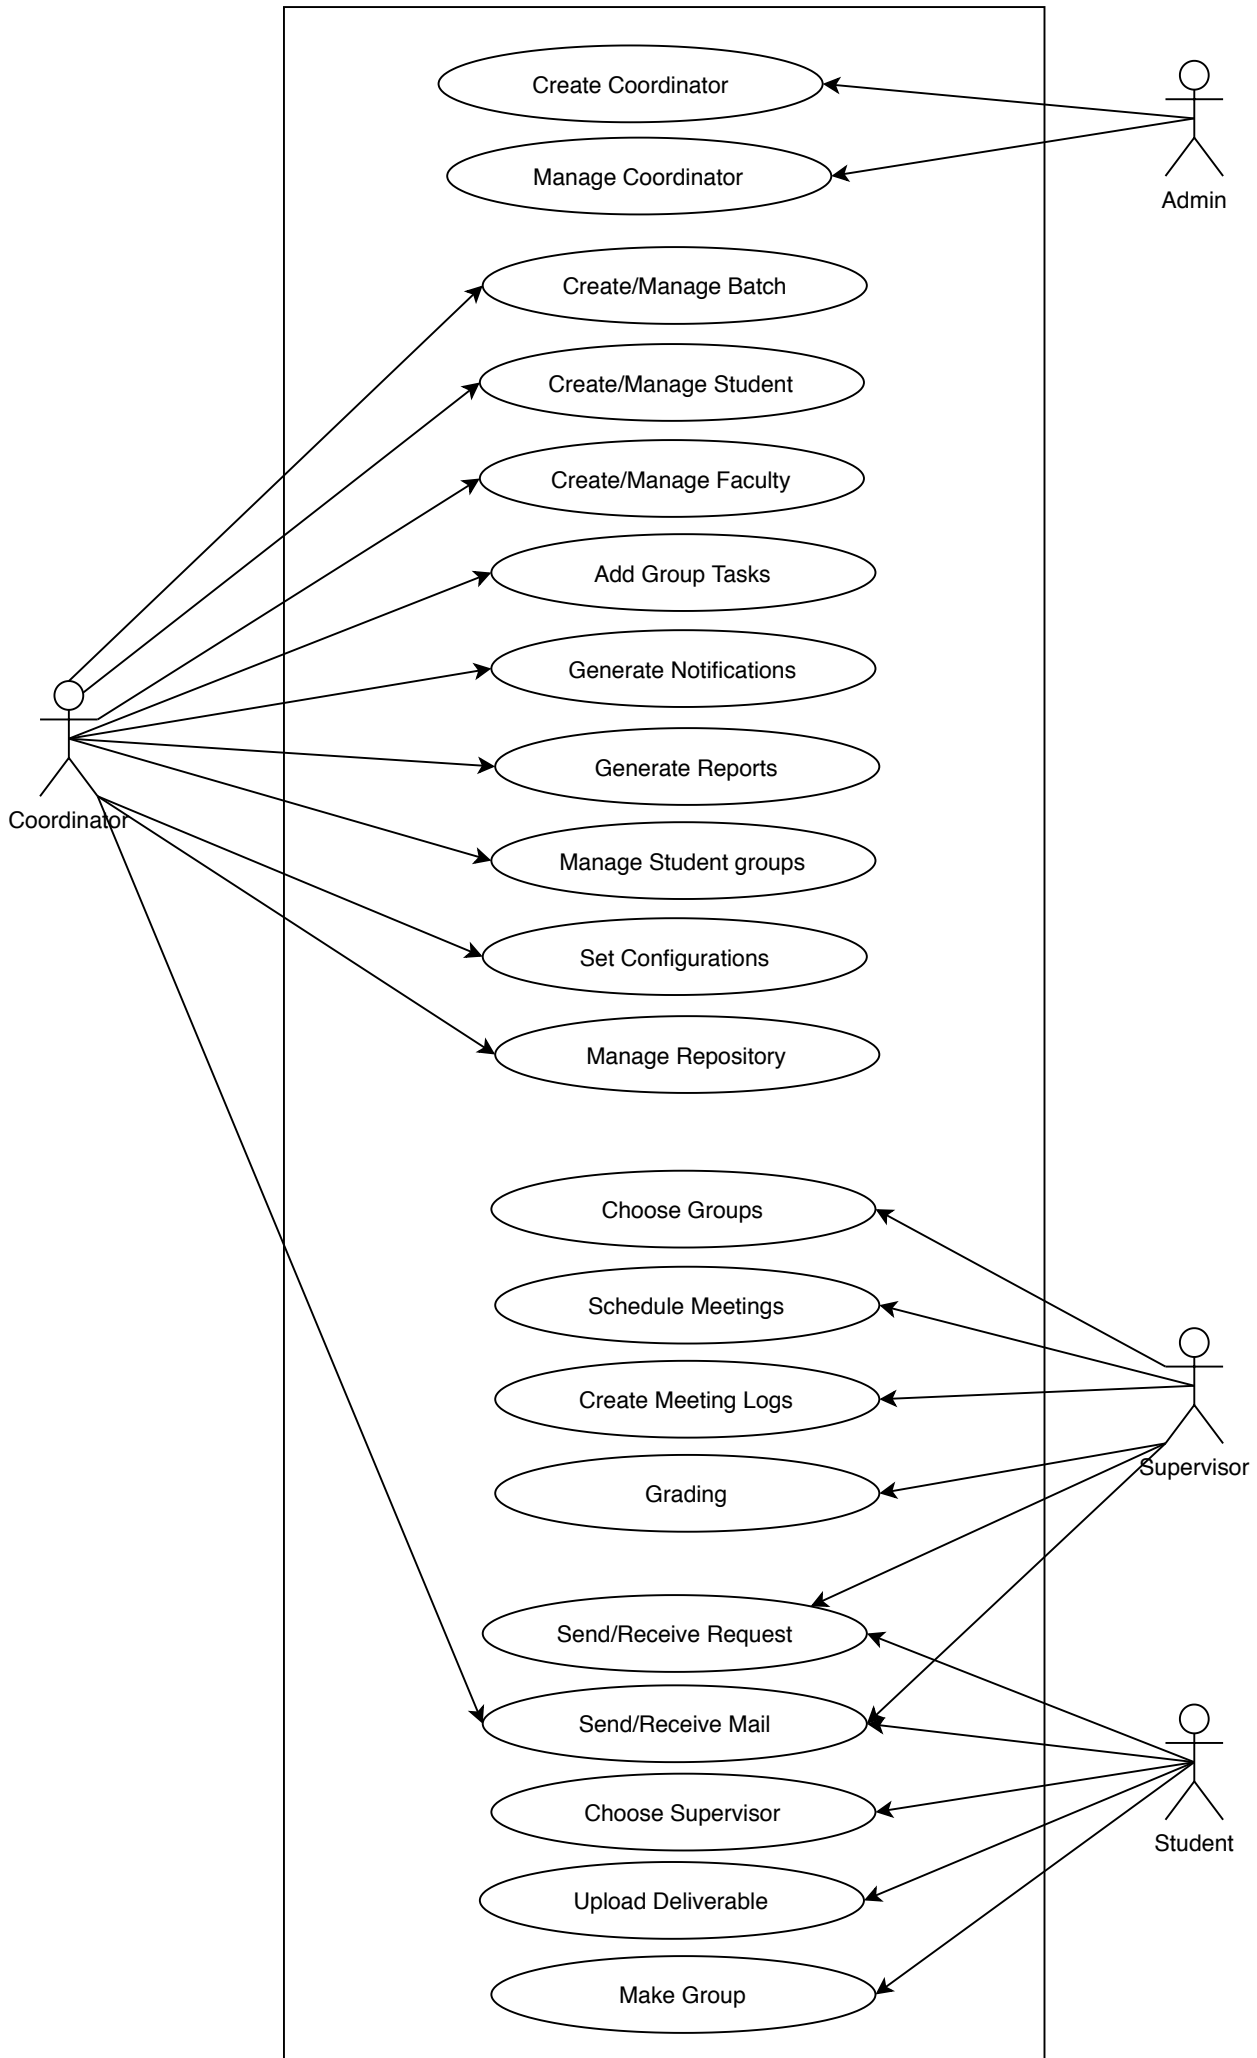 Create Coordinator
Manage Coordinator
Admin
Create/Manage Batch
Create/Manage Student
Create/Manage Faculty
Add Group Tasks
Generate Notifications
Generate Reports
Coordinator
Manage Student groups
Set Configurations
Manage Repository
Choose Groups
Schedule Meetings
Create Meeting Logs
Supervisor
Grading
Send/Receive Request
Send/Receive Mail
Choose Supervisor
Student
Upload Deliverable
Make Group